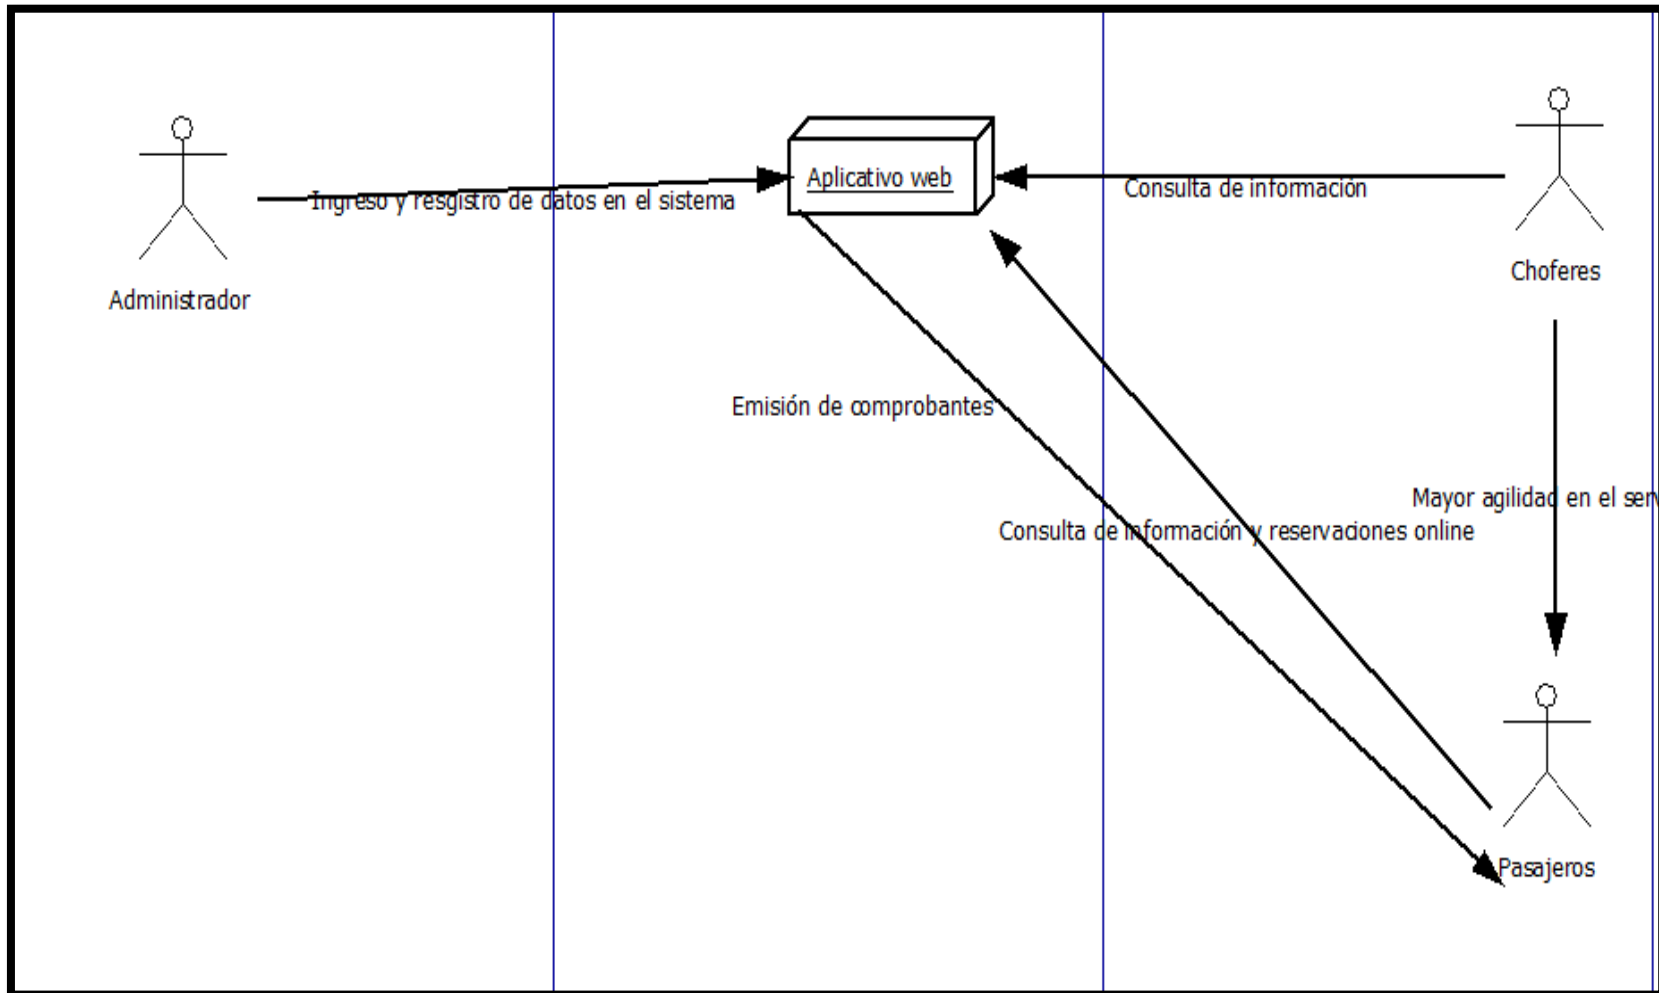 Aplicativo web
Ingreso y resgistro de datos en el sistema
Consulta de información
Choferes
Administrador
Emisión de comprobantes
Mayor agilidad en el
Consulta de información y reservaciones online
Pasajeros